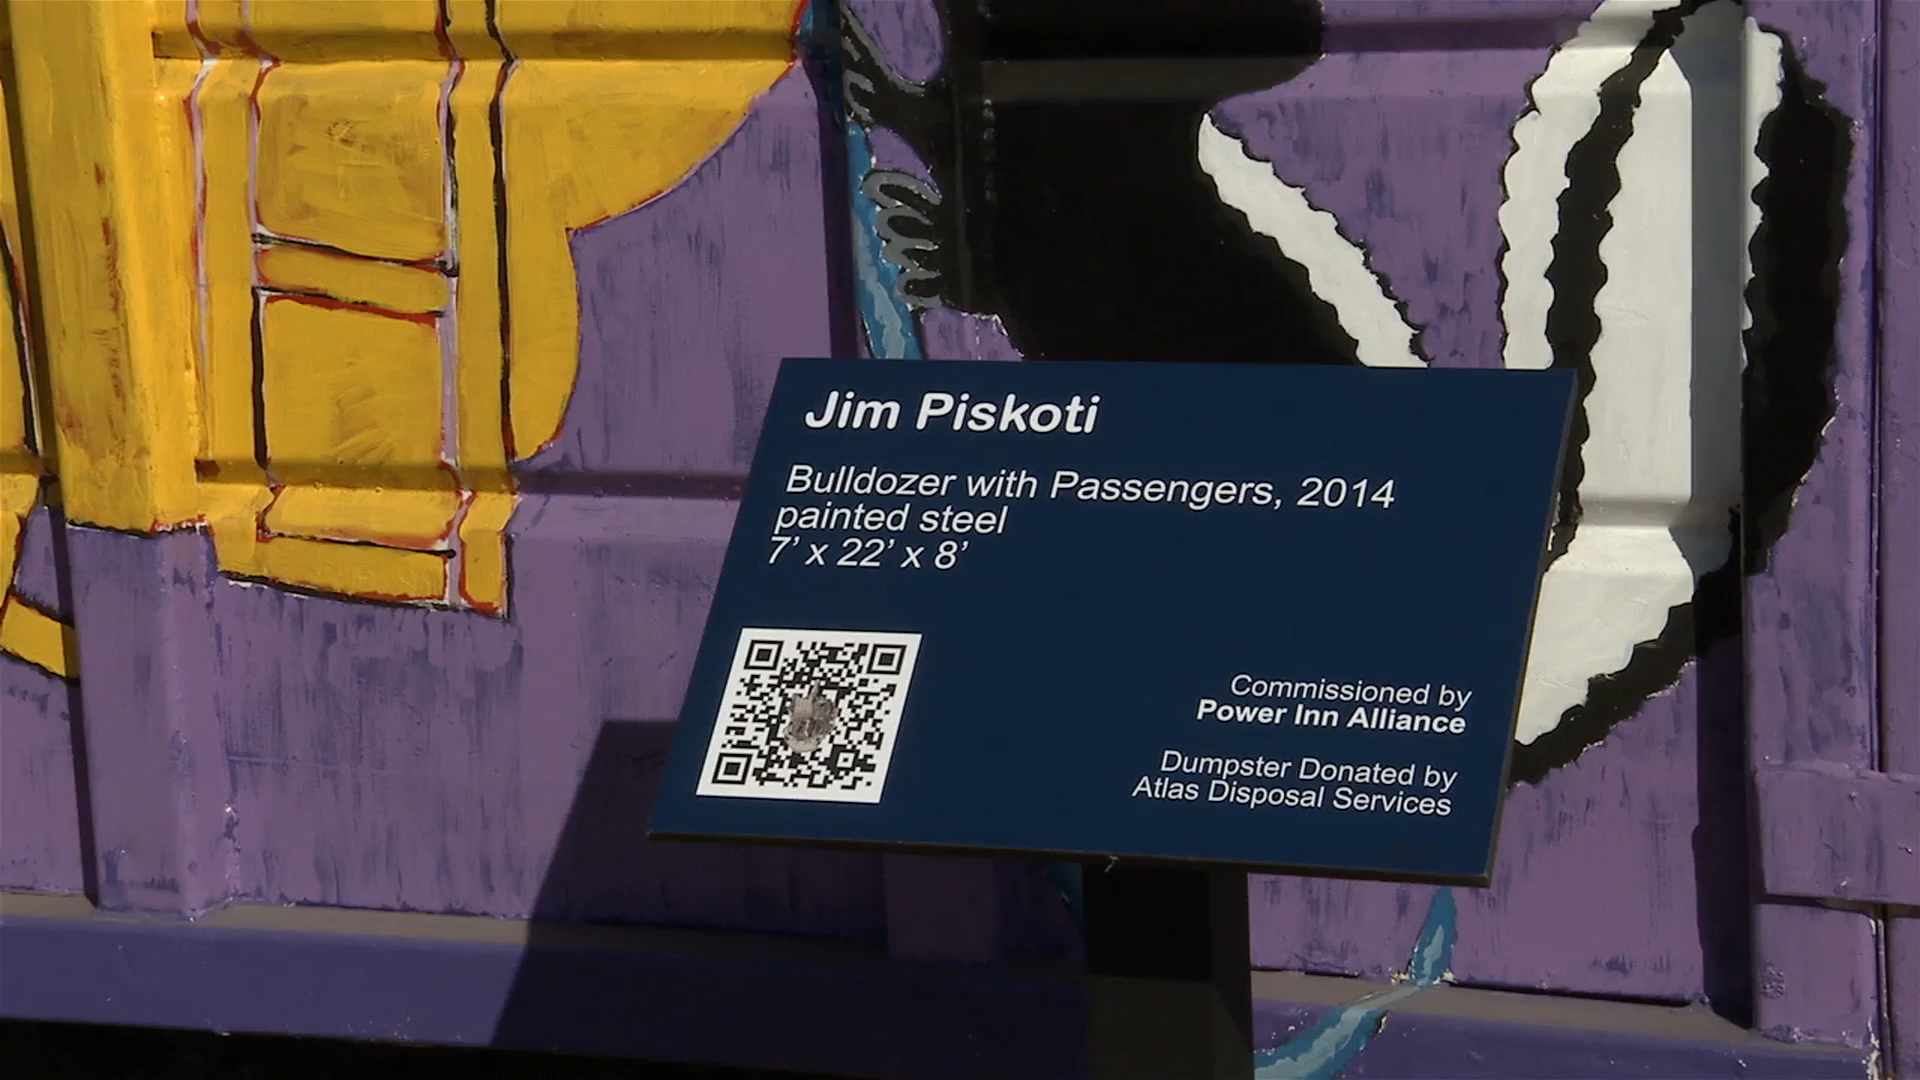 Jim Piskoti
Bulldozer with Passengers, 2014
painted steel
7’ x 22’ x 8’
Commissioned by
Power Inn Alliance
Dumpster Donated by
Atlas Disposal Services